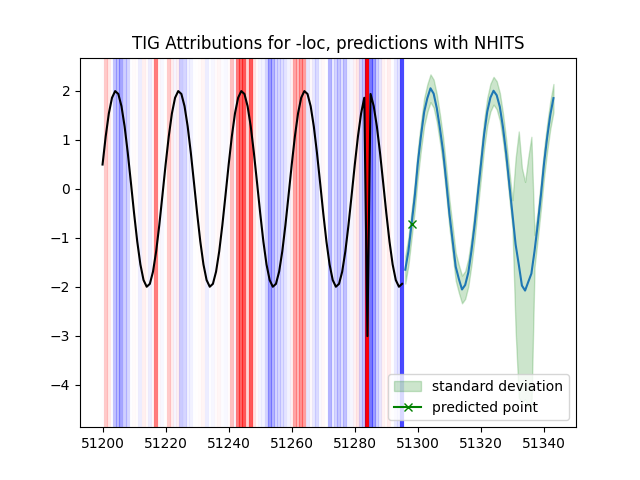 TIG Attributions for -loc, predictions with NHITS
2
1
0
−1
−2
−3
−4
standard deviation
predicted point
51200 51220 51240 51260 51280 51300 51320 51340